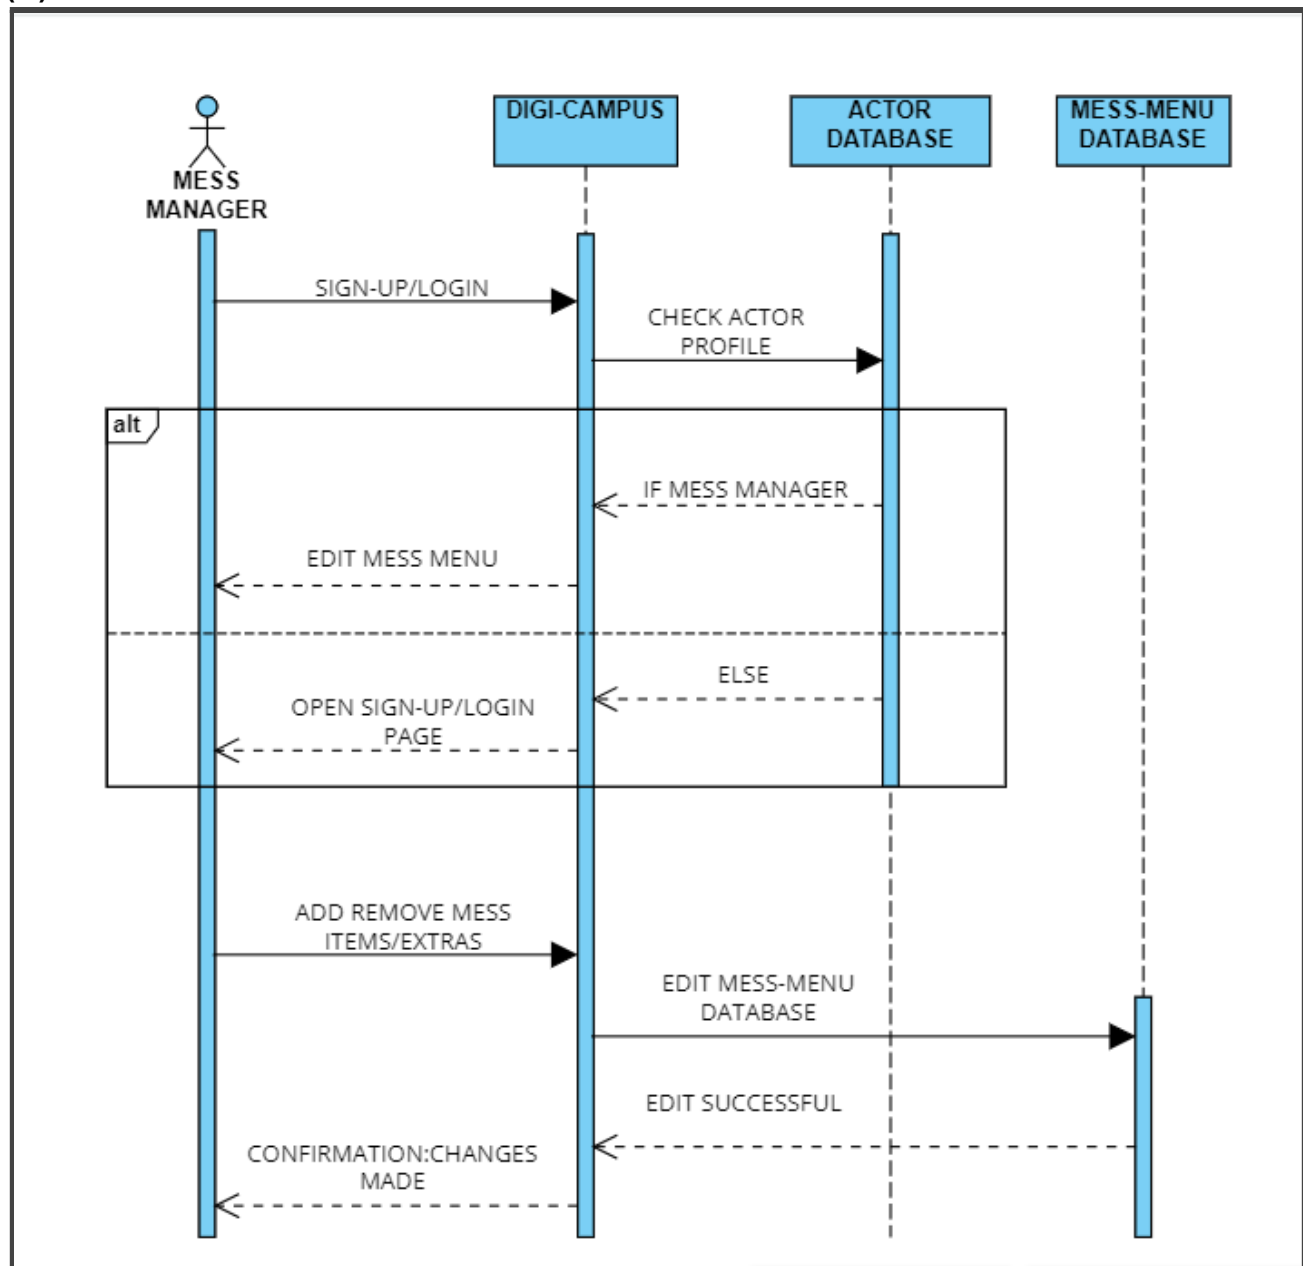 DIGI-CAMPUS
ACTOR
DATABASE
MESS-MENU
DATABASE
MESS
MANAGER
SIGN-UP/LOGIN
CHECK ACTOR
PROFILE
alt
IF MESS MANAGER
EDIT MESS MENU
ELSE
OPEN SIGN-UP/LOGIN
PAGE
ADD REMOVE MESS
ITEMS/EXTRAS
EDIT MESS-MENU
DATABASE
EDIT SUCCESSFUL
CONFIRMATION:CHANGES
MADE